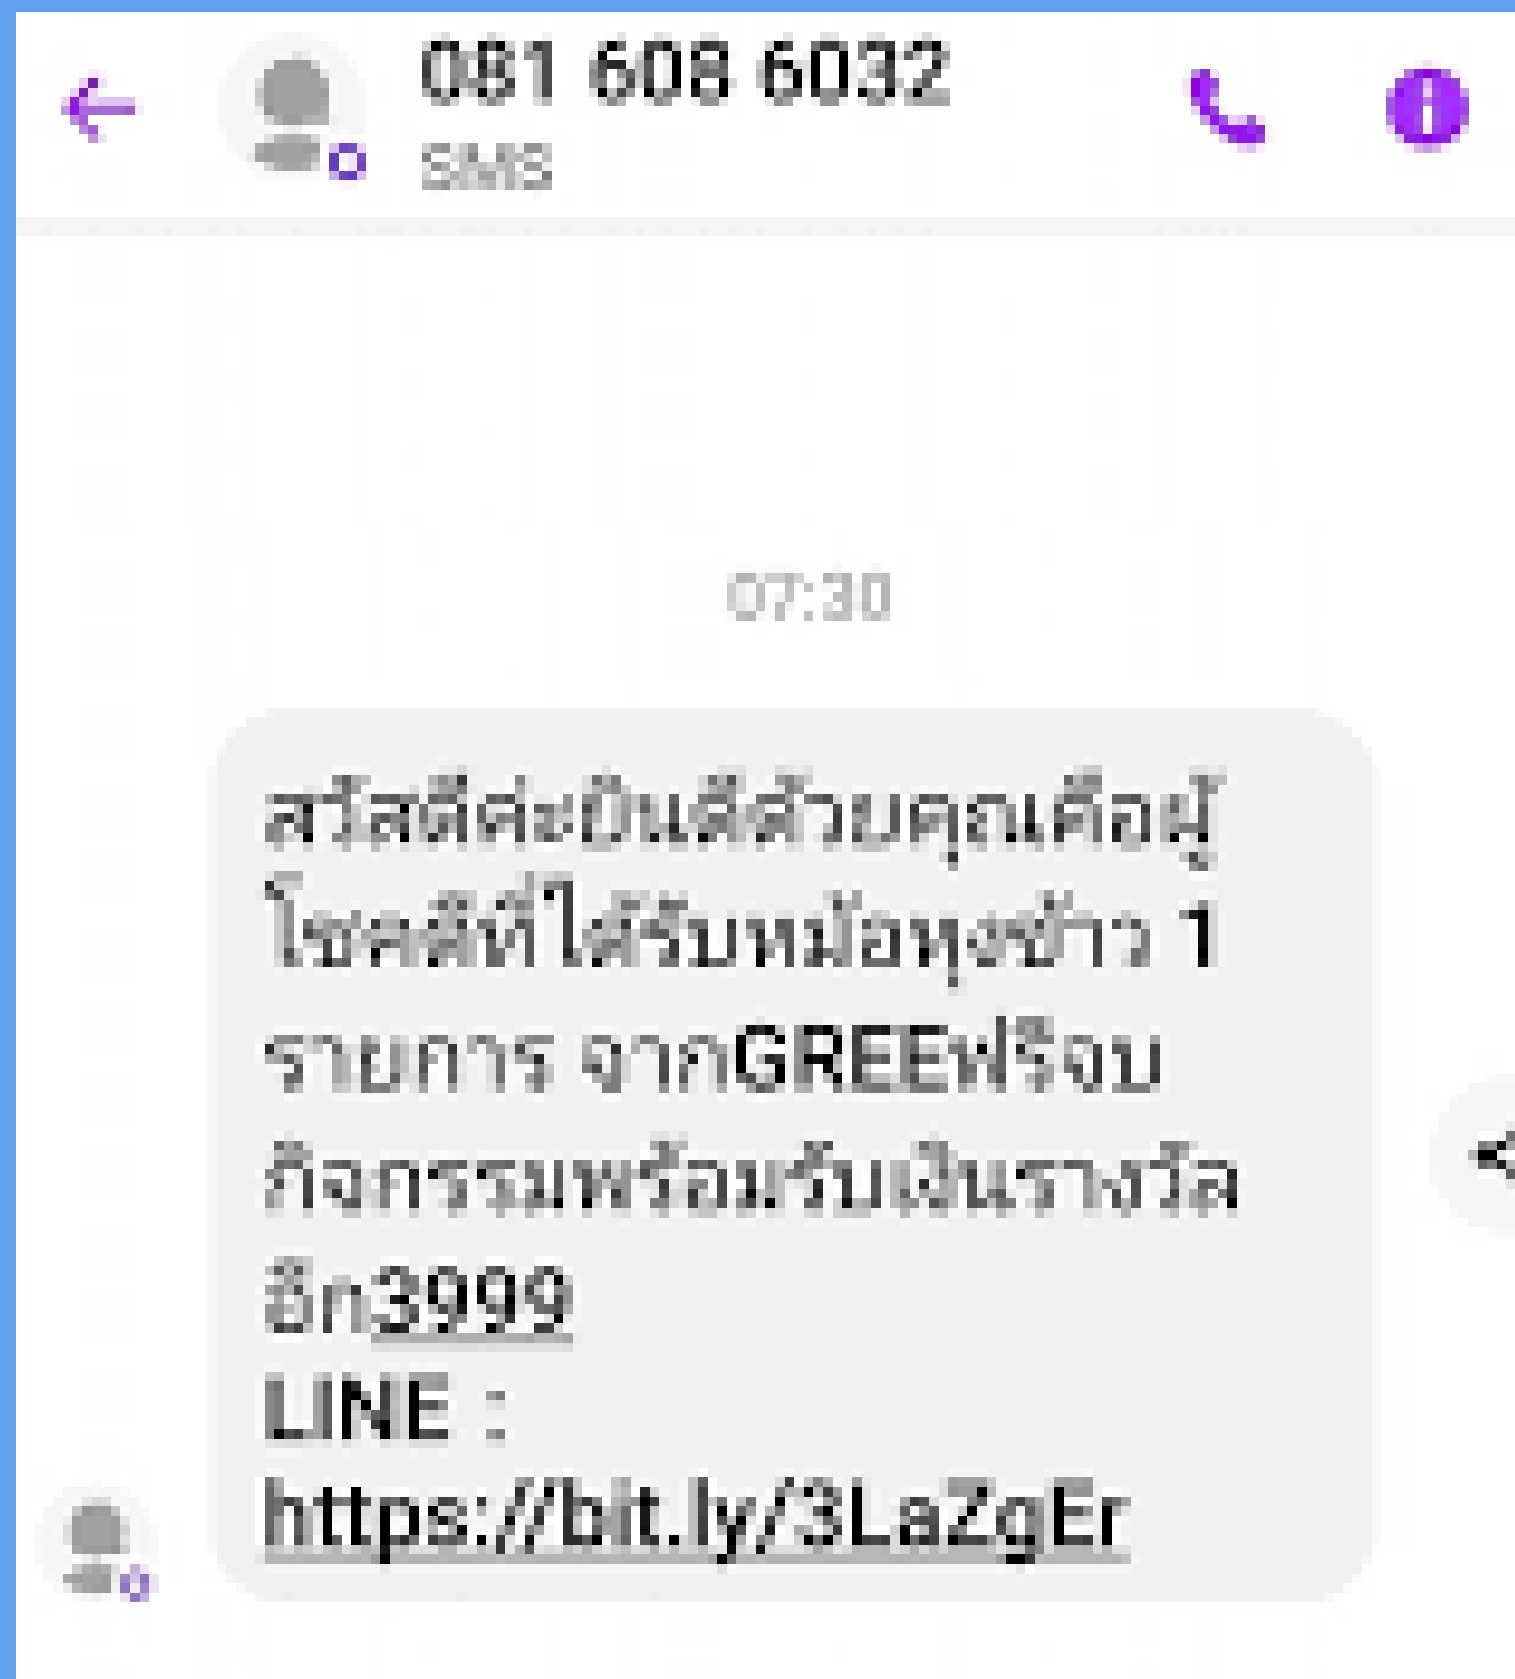 081 608 6032
SMS
07:30
สวัสดีค่ะยินดีด้วยคุณคือผู้
โชคดีที่ได้รับหม้อหุงข้าว 1
รายการ จากGREEฟรีจบ
กิจกรรมพร้อมรับเงินรางวัล
อีก3999
LINE :
https://bit.ly/3LaZgEr